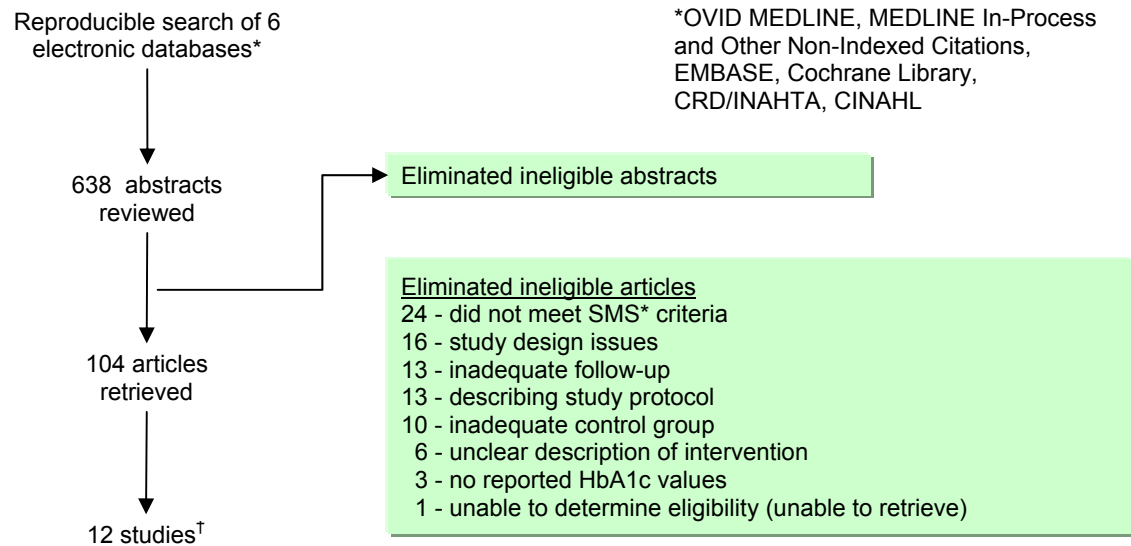 Reproducible search of 6
electronic databases*
*OVID MEDLINE, MEDLINE In-Process
and Other Non-Indexed Citations,
EMBASE, Cochrane Library,
CRD/INAHTA, CINAHL
638 abstracts
reviewed
Eliminated ineligible abstracts
Eliminated ineligible articles
24 - did not meet SMS* criteria
16 - study design issues
13 - inadequate follow-up
13 - describing study protocol
10 - inadequate control group
6 - unclear description of intervention
3 - no reported HbA1c values
1 - unable to determine eligibility (unable to retrieve)
104 articles
retrieved
12 studies†